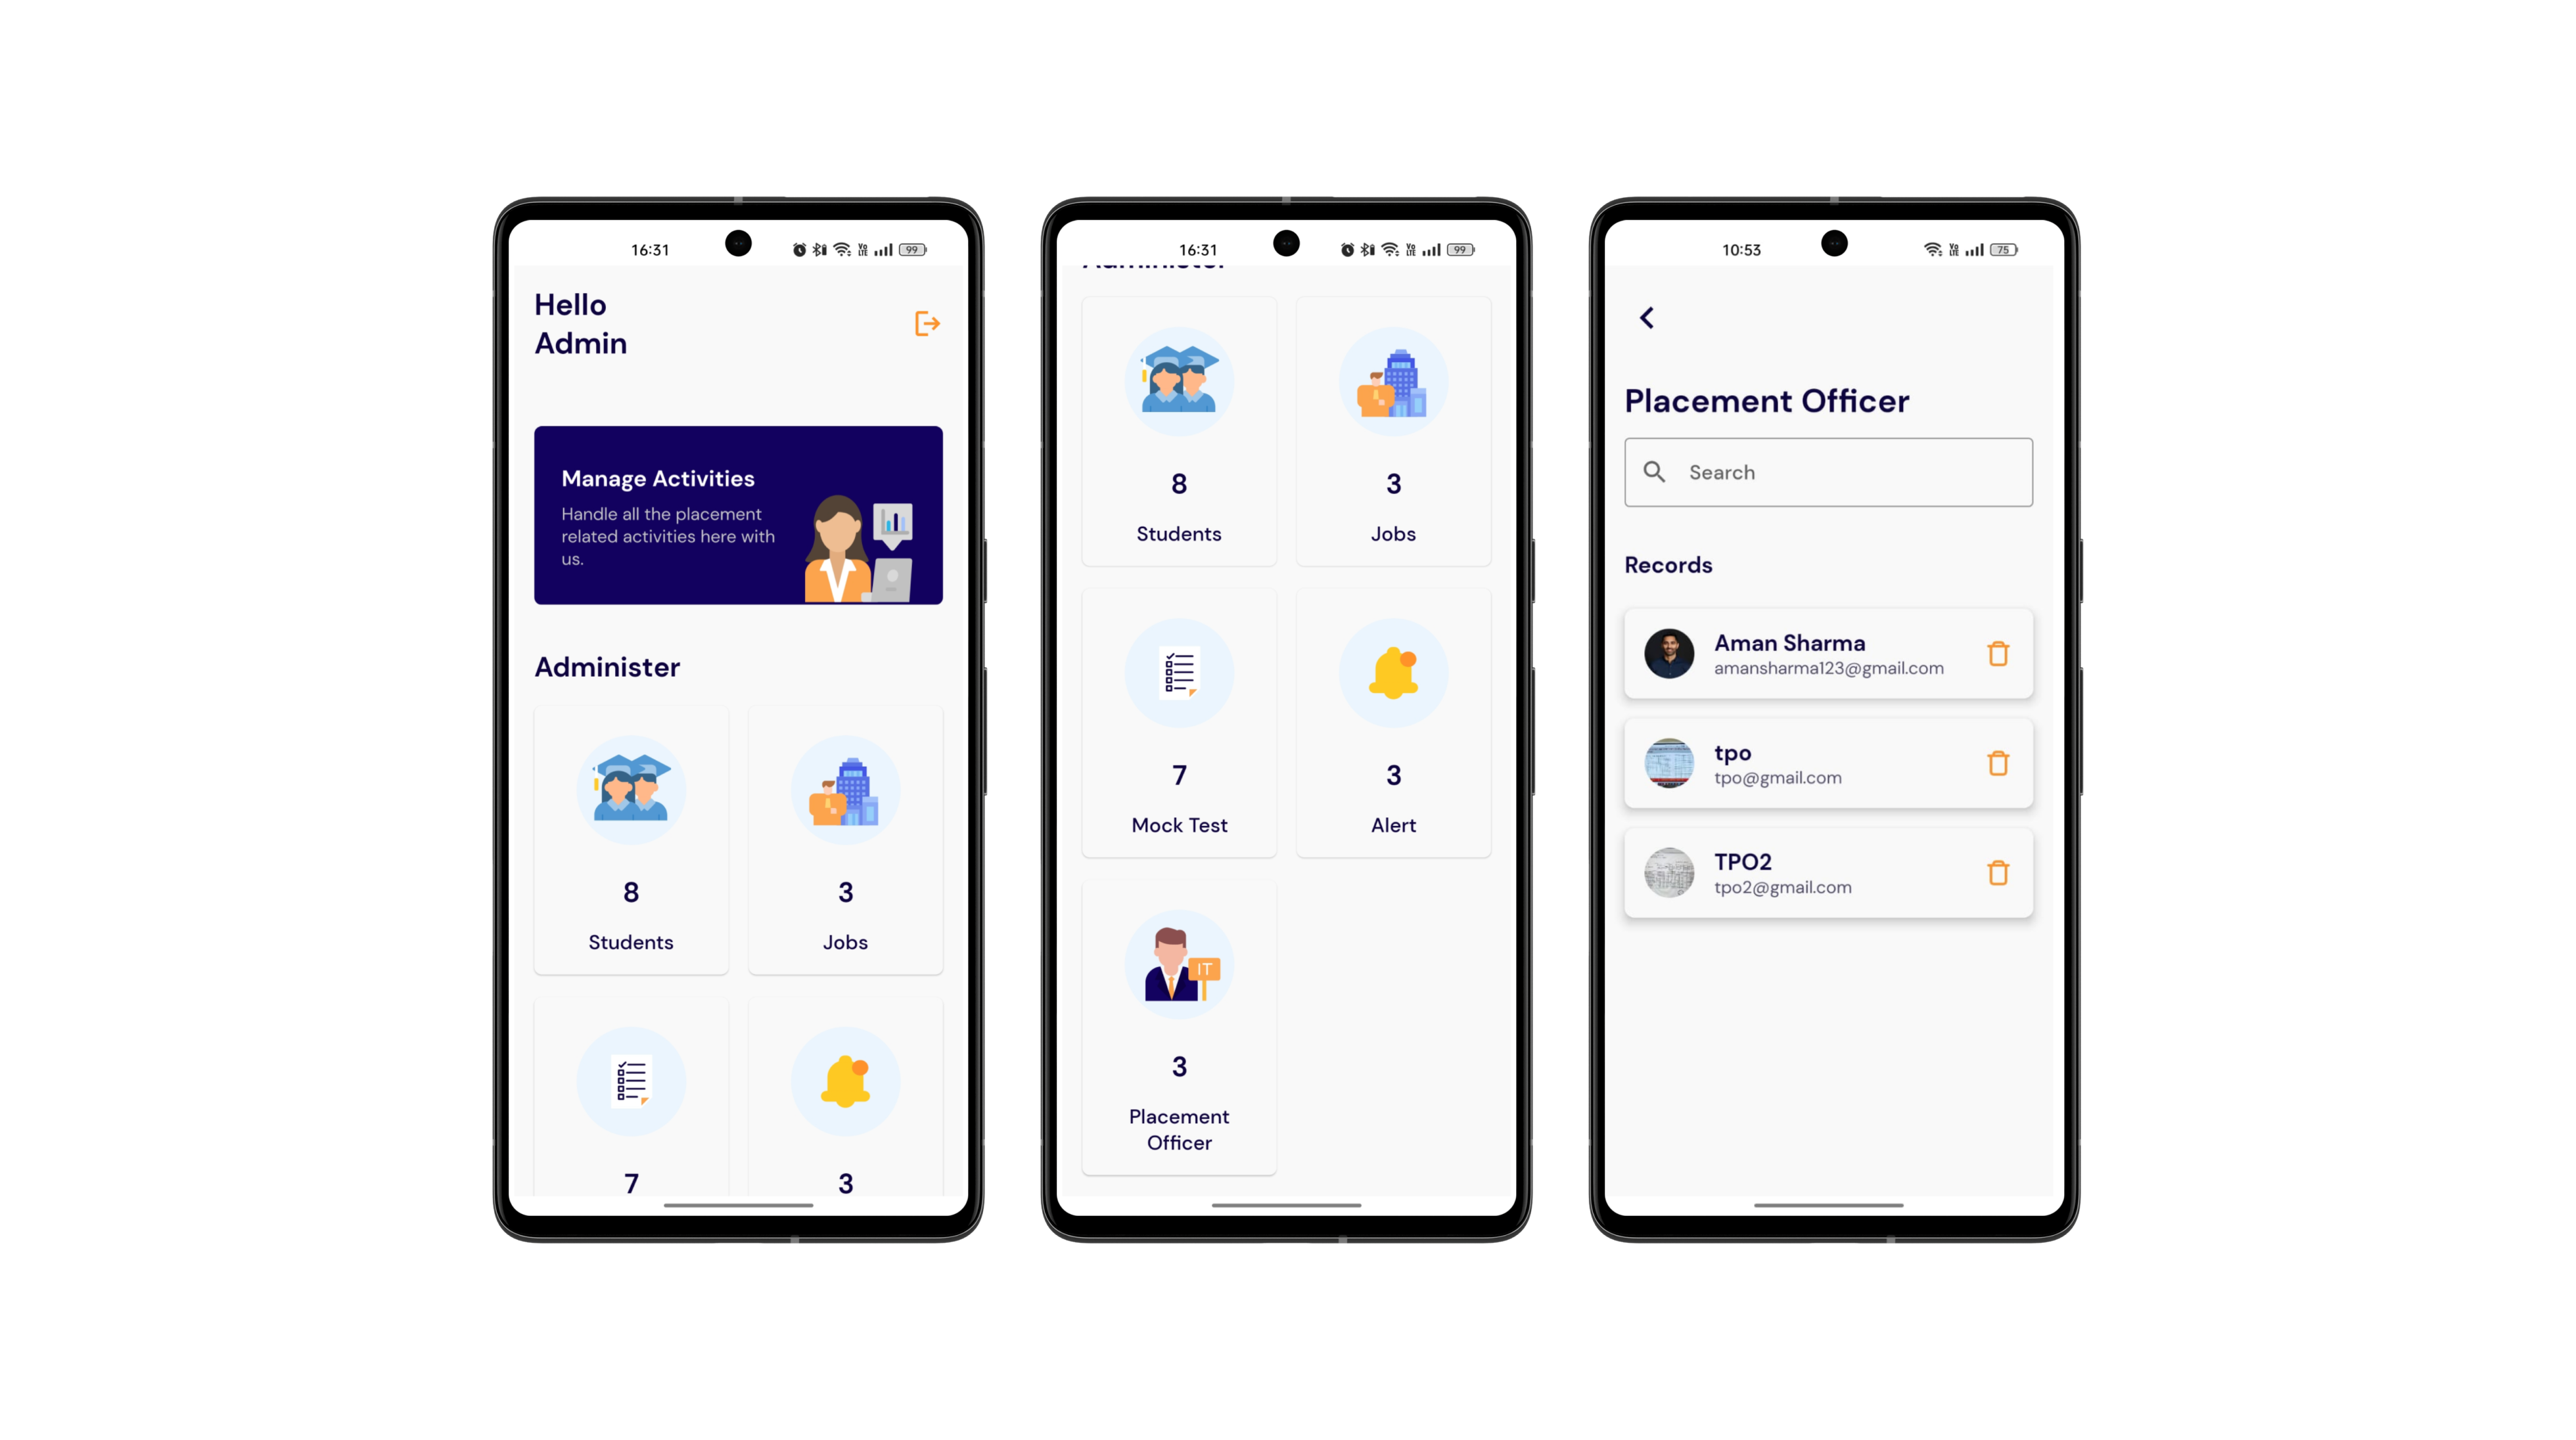 16:31
99
Hello
Admin
Manage Activities
Handle all the placement
related activities here with
us.
Administer
8
Students
3
Jobs
7
3
16:31
99
Administer
8
Students
3
Jobs
7
Mock Test
3
Alert
IT
3
Placement
Officer
10:53
75
Placement Officer
Search
Records
Aman Sharma
amansharma123@gmail.com
tpo
tpo@gmail.com
TPO2
tpo2@gmail.com